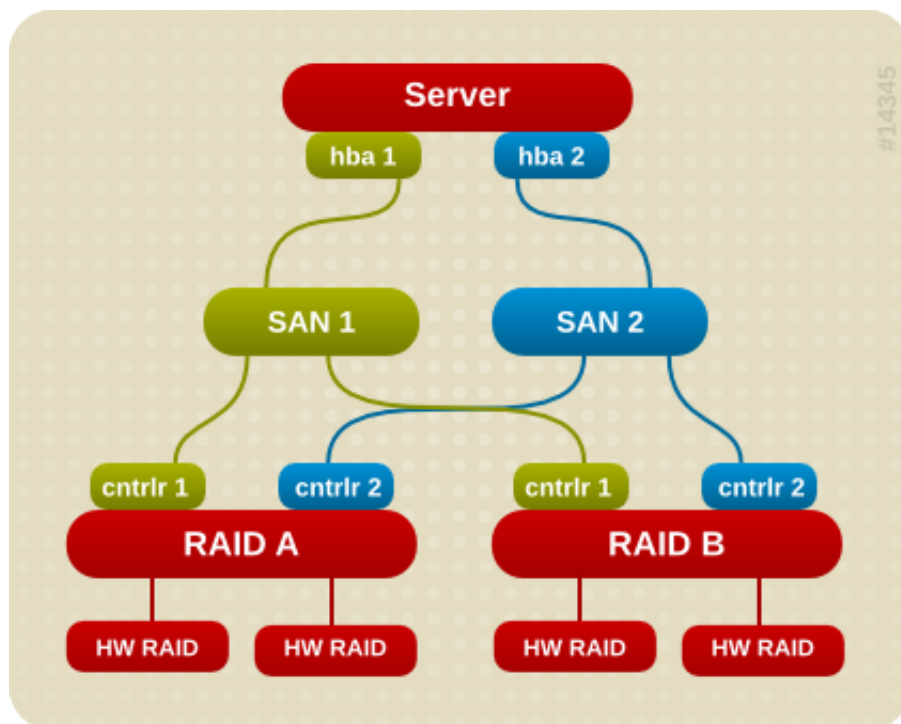 Server
#14345
hba 1
hba 2
SAN 1
SAN 2
cntrlr 1
cntrlr 2
cntrlr 1
cntrlr 2
RAID A
RAID B
HW RAID
HW RAID
HW RAID
HW RAID